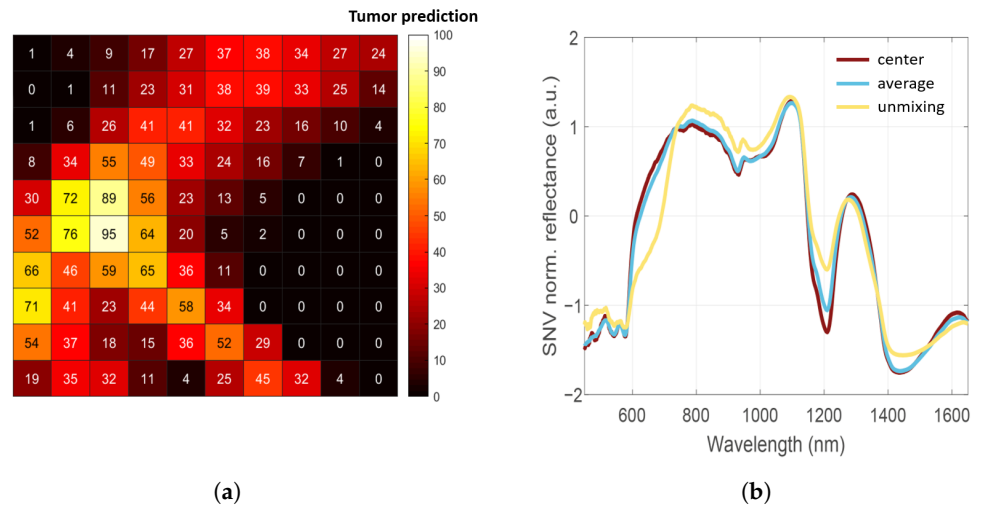 Tumor prediction
1 4 9 17 27 37 38 34 27 24
0 1 11 23 31 38 39 33 25 14
1 6 26 41 41 32 23 16 10 4
8 34 55 49 33 24 16 7 1 0
30 72 89 56 23 13 5 0 0 0
52 76 95 64 20 5 2 0 0 0
66 46 59 65 36 11 0 0 0 0
71 41 23 44 58 34 0 0 0 0
54 37 18 15 36 52 29 0 0 0
19 35 32 11 4 25 45 32 4 0
100
90
80
70
60
50
40
30
20
10
0
(a)
SNV norm. reflectance (a.u.)
2
1
0
−1
−2
center
average
unmixing
600 800 1000 1200 1400 1600
Wavelength (nm)
(b)